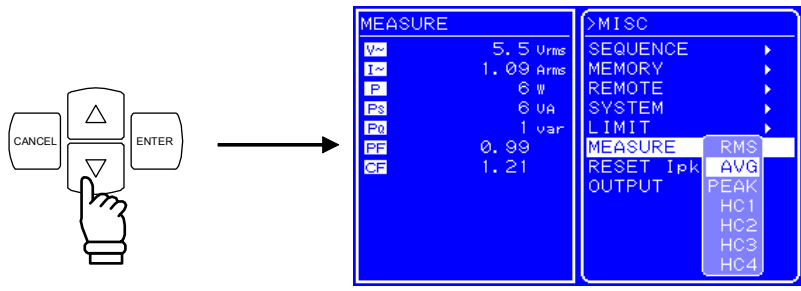 CANCEL
ENTER
MEASURE
V~ 5.5 Vrms
I~ 1.09 Arms
P 6 W
Ps 6 VA
PQ 1 var
PF 0.99
CF 1.21
>MISC
SEQUENCE
MEMORY
REMOTE
SYSTEM
LIMIT
MEASURE RMS
RESET Ipk AVG
OUTPUT PEAK
HC1
HC2
HC3
HC4